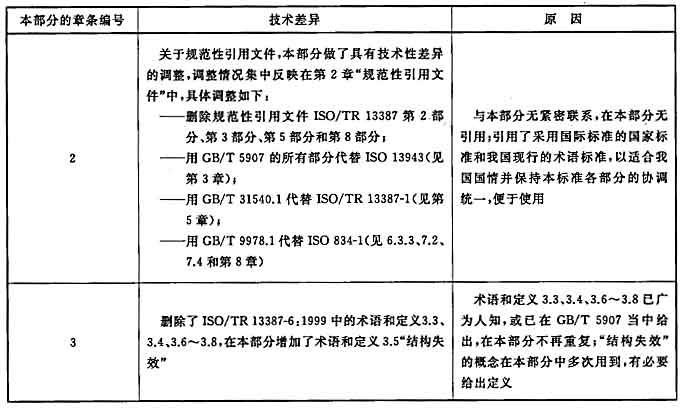 本部分的章条编号
技术差异
原　因
2
关于规范性引用文件,本部分做了具有技术性差异
的调整,调整情况集中反映在第2章“规范性引用文
件”中,具体调整如下:
——删除规范性引用文件 ISO/TR 13387 第2部
分、第3部分、第5部分和第8部分;
——用 GB/T 5907 的所有部分代替 ISO 13943(见
第3章);
——用 GB/T 31540.1 代替 ISO/TR 13387-1(见第
5章);
——用 GB/T 9978.1 代替 ISO 834-1(见 6.3.3、7.2、
7.4 和第8章)
与本部分无紧密联系,在本部分无
引用;引用了采用国际标准的国家标
准和我国现行的术语标准,以适合我
国国情并保持本标准各部分的协调
统一,便于使用
3
删除了 ISO/TR 13387-6:1999 中的术语和定义3.3、
3.4、3.6～3.8,在本部分增加了术语和定义 3.5“结构失
效”
术语和定义 3.3、3.4、3.6～3.8 已广
为人知,或已在 GB/T 5907 当中给
出,在本部分不再重复;“结构失效”
的概念在本部分中多次用到,有必要
给出定义